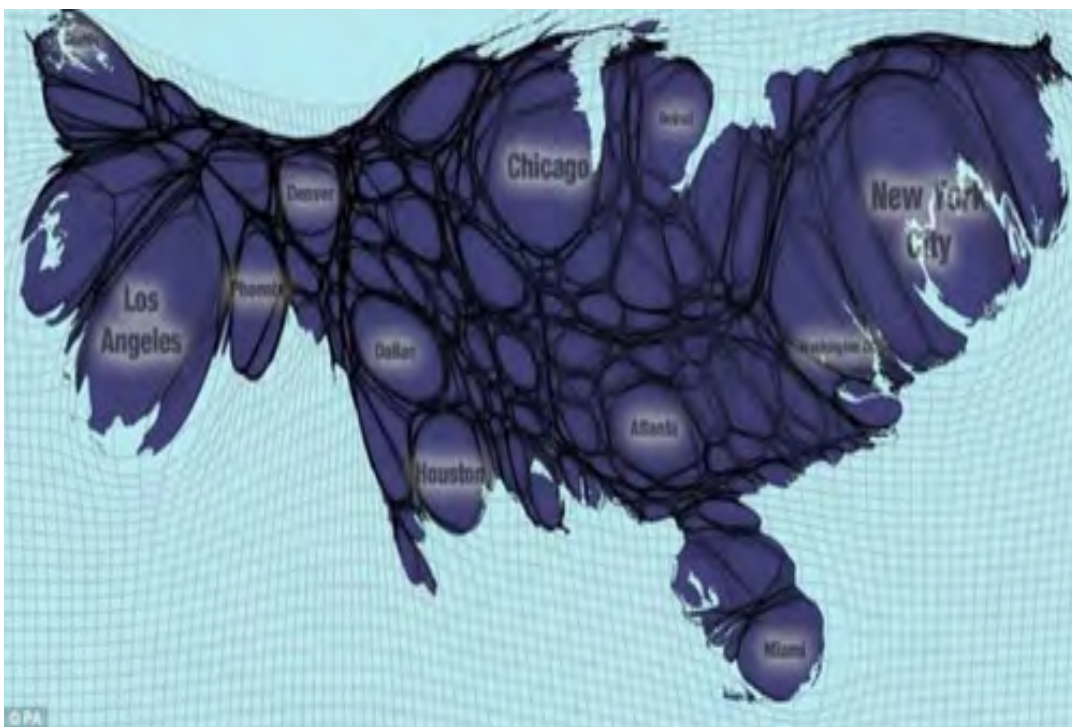 Chicago
Detroit
New York
City
Denver
Los
Angeles
Phoenix
Dallas
Washington DC
Atlanta
Houston
Miami
© PA